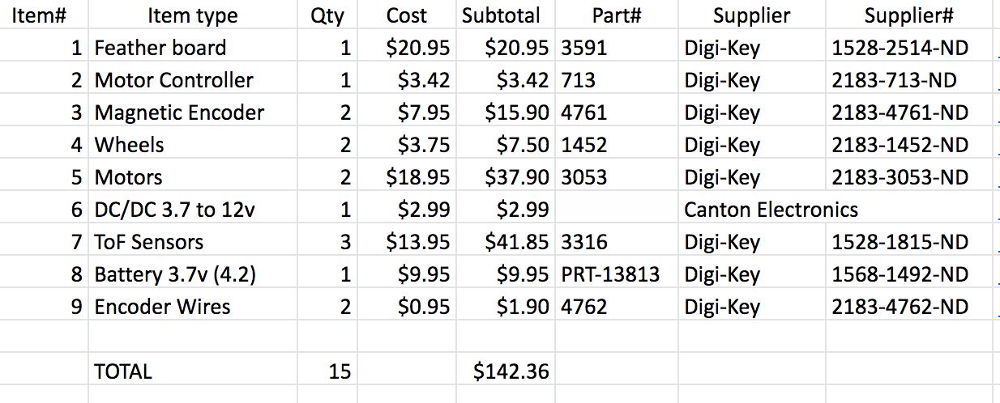 Item# Item type Qty Cost Subtotal Part# Supplier Supplier#
1 Feather board 1 $20.95 $20.95 3591 Digi-Key 1528-2514-ND
2 Motor Controller 1 $3.42 $3.42 713 Digi-Key 2183-713-ND
3 Magnetic Encoder 2 $7.95 $15.90 4761 Digi-Key 2183-4761-ND
4 Wheels 2 $3.75 $7.50 1452 Digi-Key 2183-1452-ND
5 Motors 2 $18.95 $37.90 3053 Digi-Key 2183-3053-ND
6 DC/DC 3.7 to 12v 1 $2.99 $2.99 Canton Electronics
7 ToF Sensors 3 $13.95 $41.85 3316 Digi-Key 1528-1815-ND
8 Battery 3.7v (4.2) 1 $9.95 $9.95 PRT-13813 Digi-Key 1568-1492-ND
9 Encoder Wires 2 $0.95 $1.90 4762 Digi-Key 2183-4762-ND
TOTAL 15 $142.36